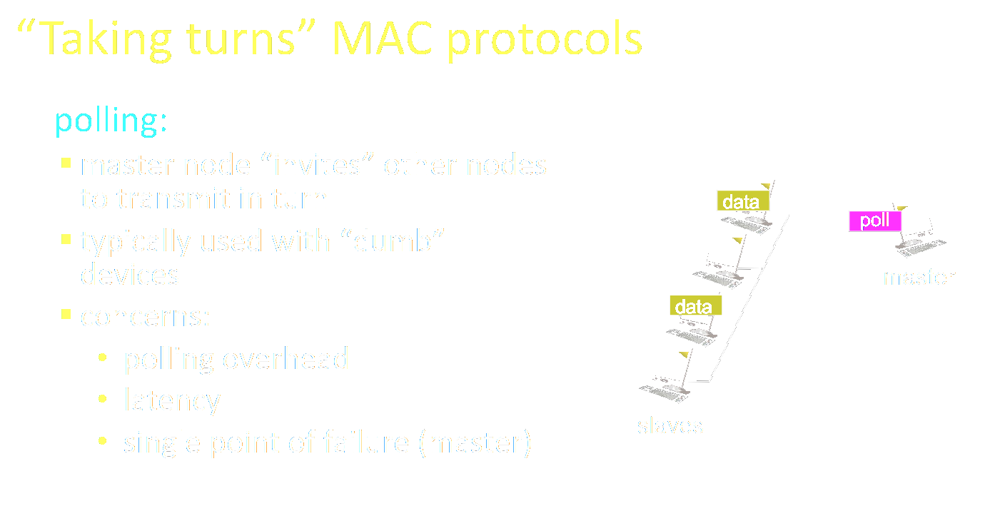 “Taking turns” MAC protocols
polling:
master node “invites” other nodes
to transmit in turn
typically used with “dumb”
devices
concerns:
polling overhead
latency
single point of failure (master)
data
poll
master
data
slaves